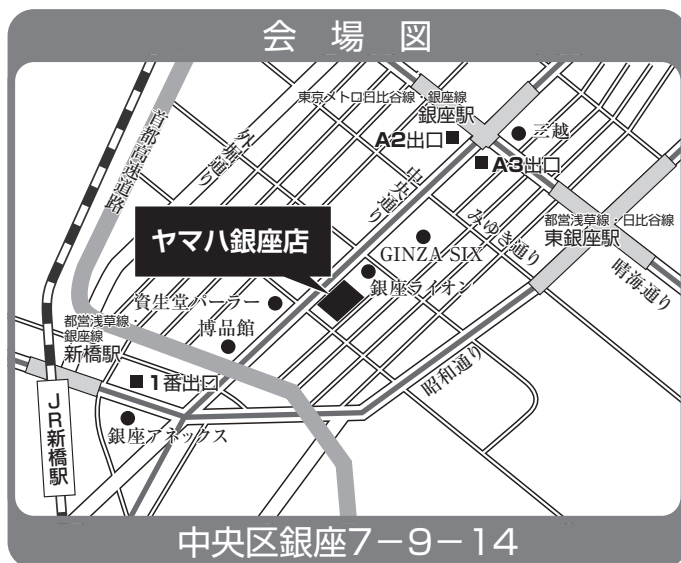 会場図
東京メトロ日比谷線・銀座線
銀座駅
三越
A2出口
A3出口
首都高速道路
外堀通り
中央通り
みゆき通り
都営浅草線・日比谷線
東銀座駅
晴海通り
ヤマハ銀座店
GINZA SIX
銀座ライオン
資生堂パーラー
博品館
都営浅草線・
銀座線
新橋駅
1番出口
昭和通り
JR新橋駅
銀座アネックス
中央区銀座7−9−14